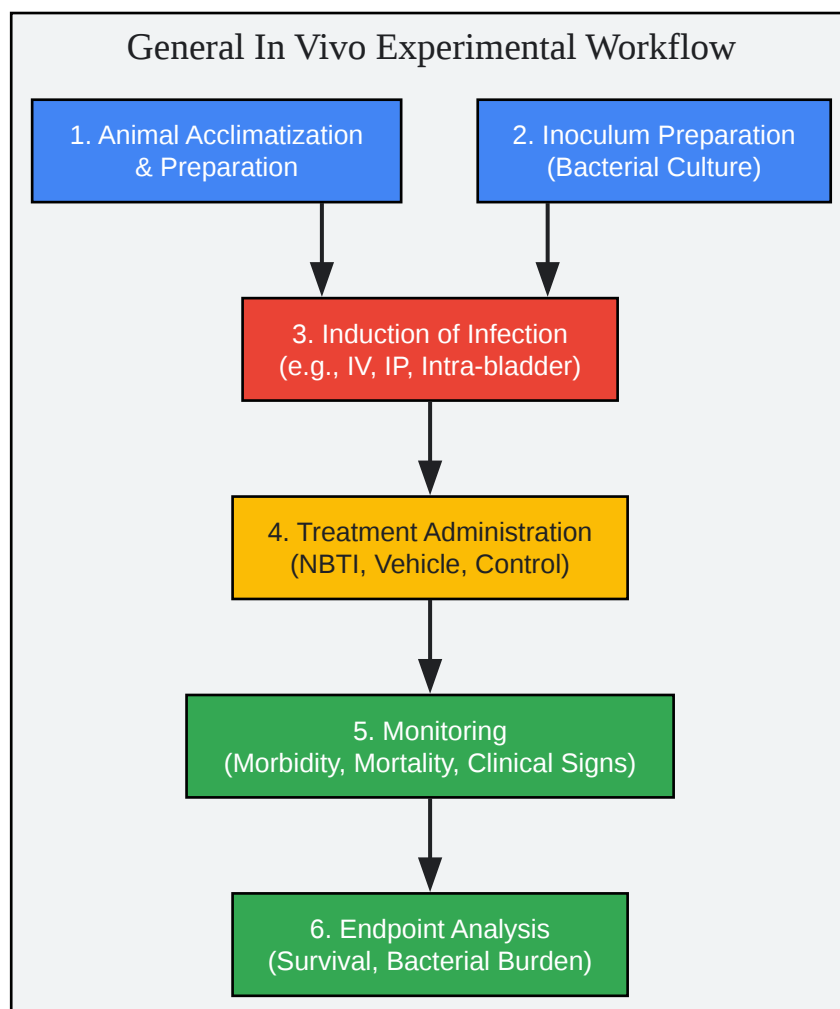 General In Vivo Experimental Workflow
1. Animal Acclimatization
& Preparation
2. Inoculum Preparation
(Bacterial Culture)
3. Induction of Infection
(e.g., IV, IP, Intra-bladder)
4. Treatment Administration
(NBTI, Vehicle, Control)
5. Monitoring
(Morbidity, Mortality, Clinical Signs)
6. Endpoint Analysis
(Survival, Bacterial Burden)